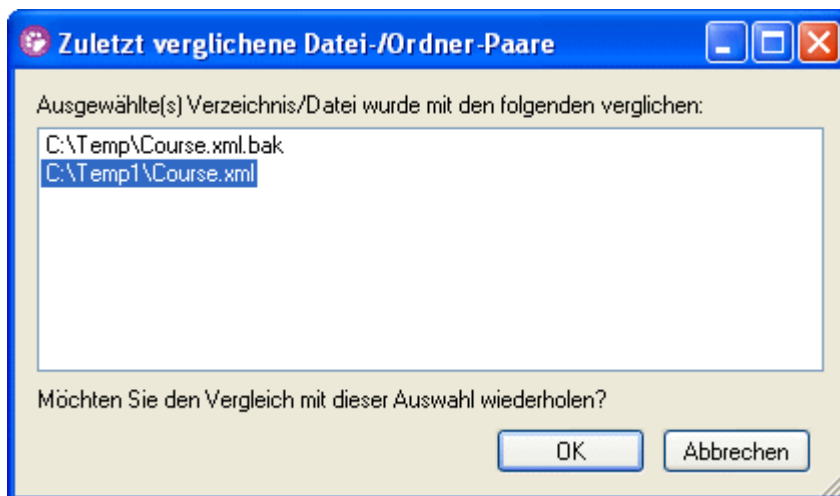 Zuletzt verglichene Datei-/Ordner-Paare
Ausgewählte(s) Verzeichnis/Datei wurde mit den folgenden verglichen:
C:\Temp\Course.xml.bak
C:\Temp1\Course.xml
Möchten Sie den Vergleich mit dieser Auswahl wiederholen?
OK Abbrechen